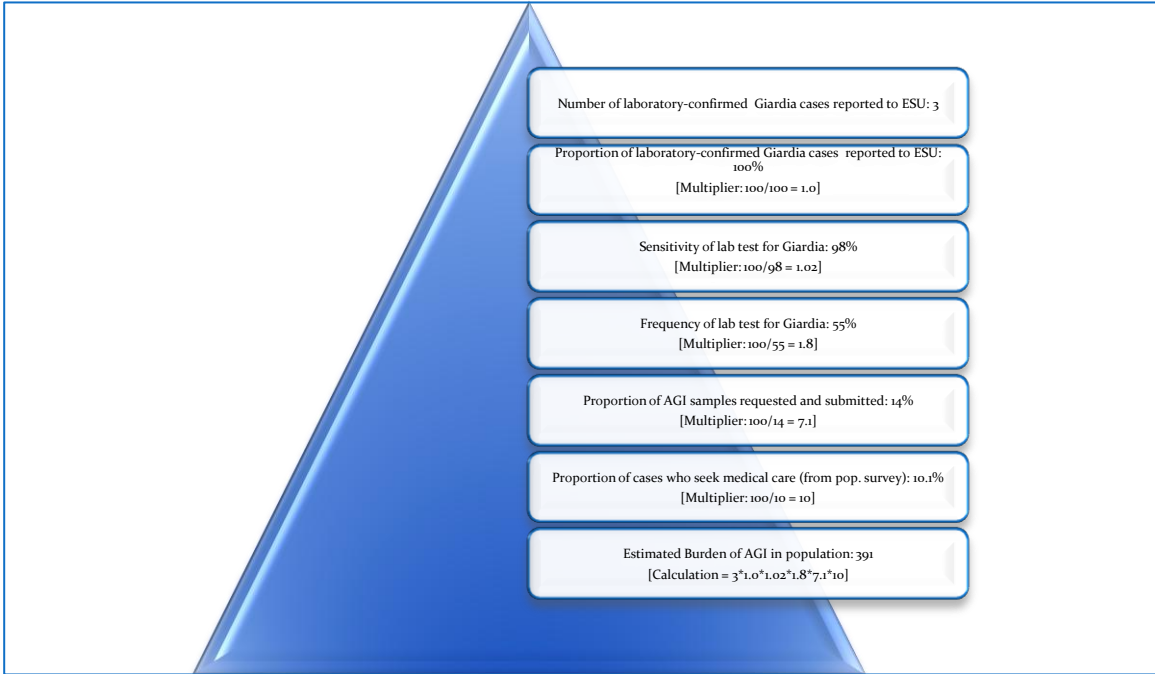 Number of laboratory-confirmed Giardia cases reported to ESU: 3
Proportion of laboratory-confirmed Giardia cases reported to ESU:
100%
[Multiplier: 100/100 = 1.0]
Sensitivity of lab test for Giardia: 98%
[Multiplier: 100/98 = 1.02]
Frequency of lab test for Giardia: 55%
[Multiplier: 100/55 = 1.8]
Proportion of AGI samples requested and submitted: 14%
[Multiplier: 100/14 = 7.1]
Proportion of cases who seek medical care (from pop. survey): 10.1%
[Multiplier: 100/10 = 10]
Estimated Burden of AGI in population: 391
[Calculation = 3*1.0*1.02*1.8*7.1*10]